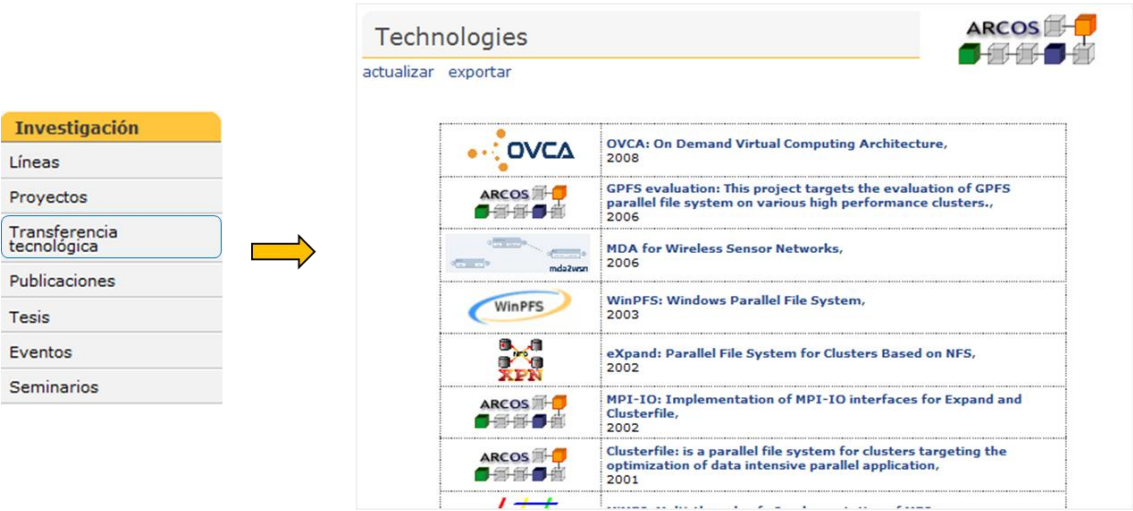 Investigación
Líneas
Proyectos
Transferencia
tecnológica
Publicaciones
Tesis
Eventos
Seminarios
Technologies
ARCOS
actualizar exportar
OVCA
OVCA: On Demand Virtual Computing Architecture,
2008
ARCOS
GPFS evaluation: This project targets the evaluation of GPFS
parallel file system on various high performance clusters.,
2006
mda2wsn
MDA for Wireless Sensor Networks,
2006
WinPFS
WinPFS: Windows Parallel File System,
2003
NFS
XPN
eXpand: Parallel File System for Clusters Based on NFS,
2002
ARCOS
MPI-IO: Implementation of MPI-IO interfaces for Expand and
Clusterfile,
2002
ARCOS
Clusterfile: is a parallel file system for clusters targeting the
optimization of data intensive parallel application,
2001